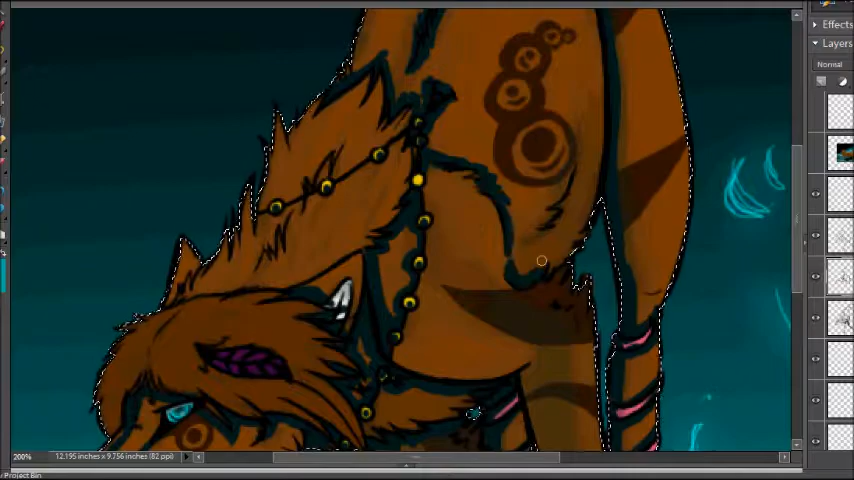 Effects
Layers
Normal
200%
12.195 inches x 9.756 inches (82 ppi)
Project Bin